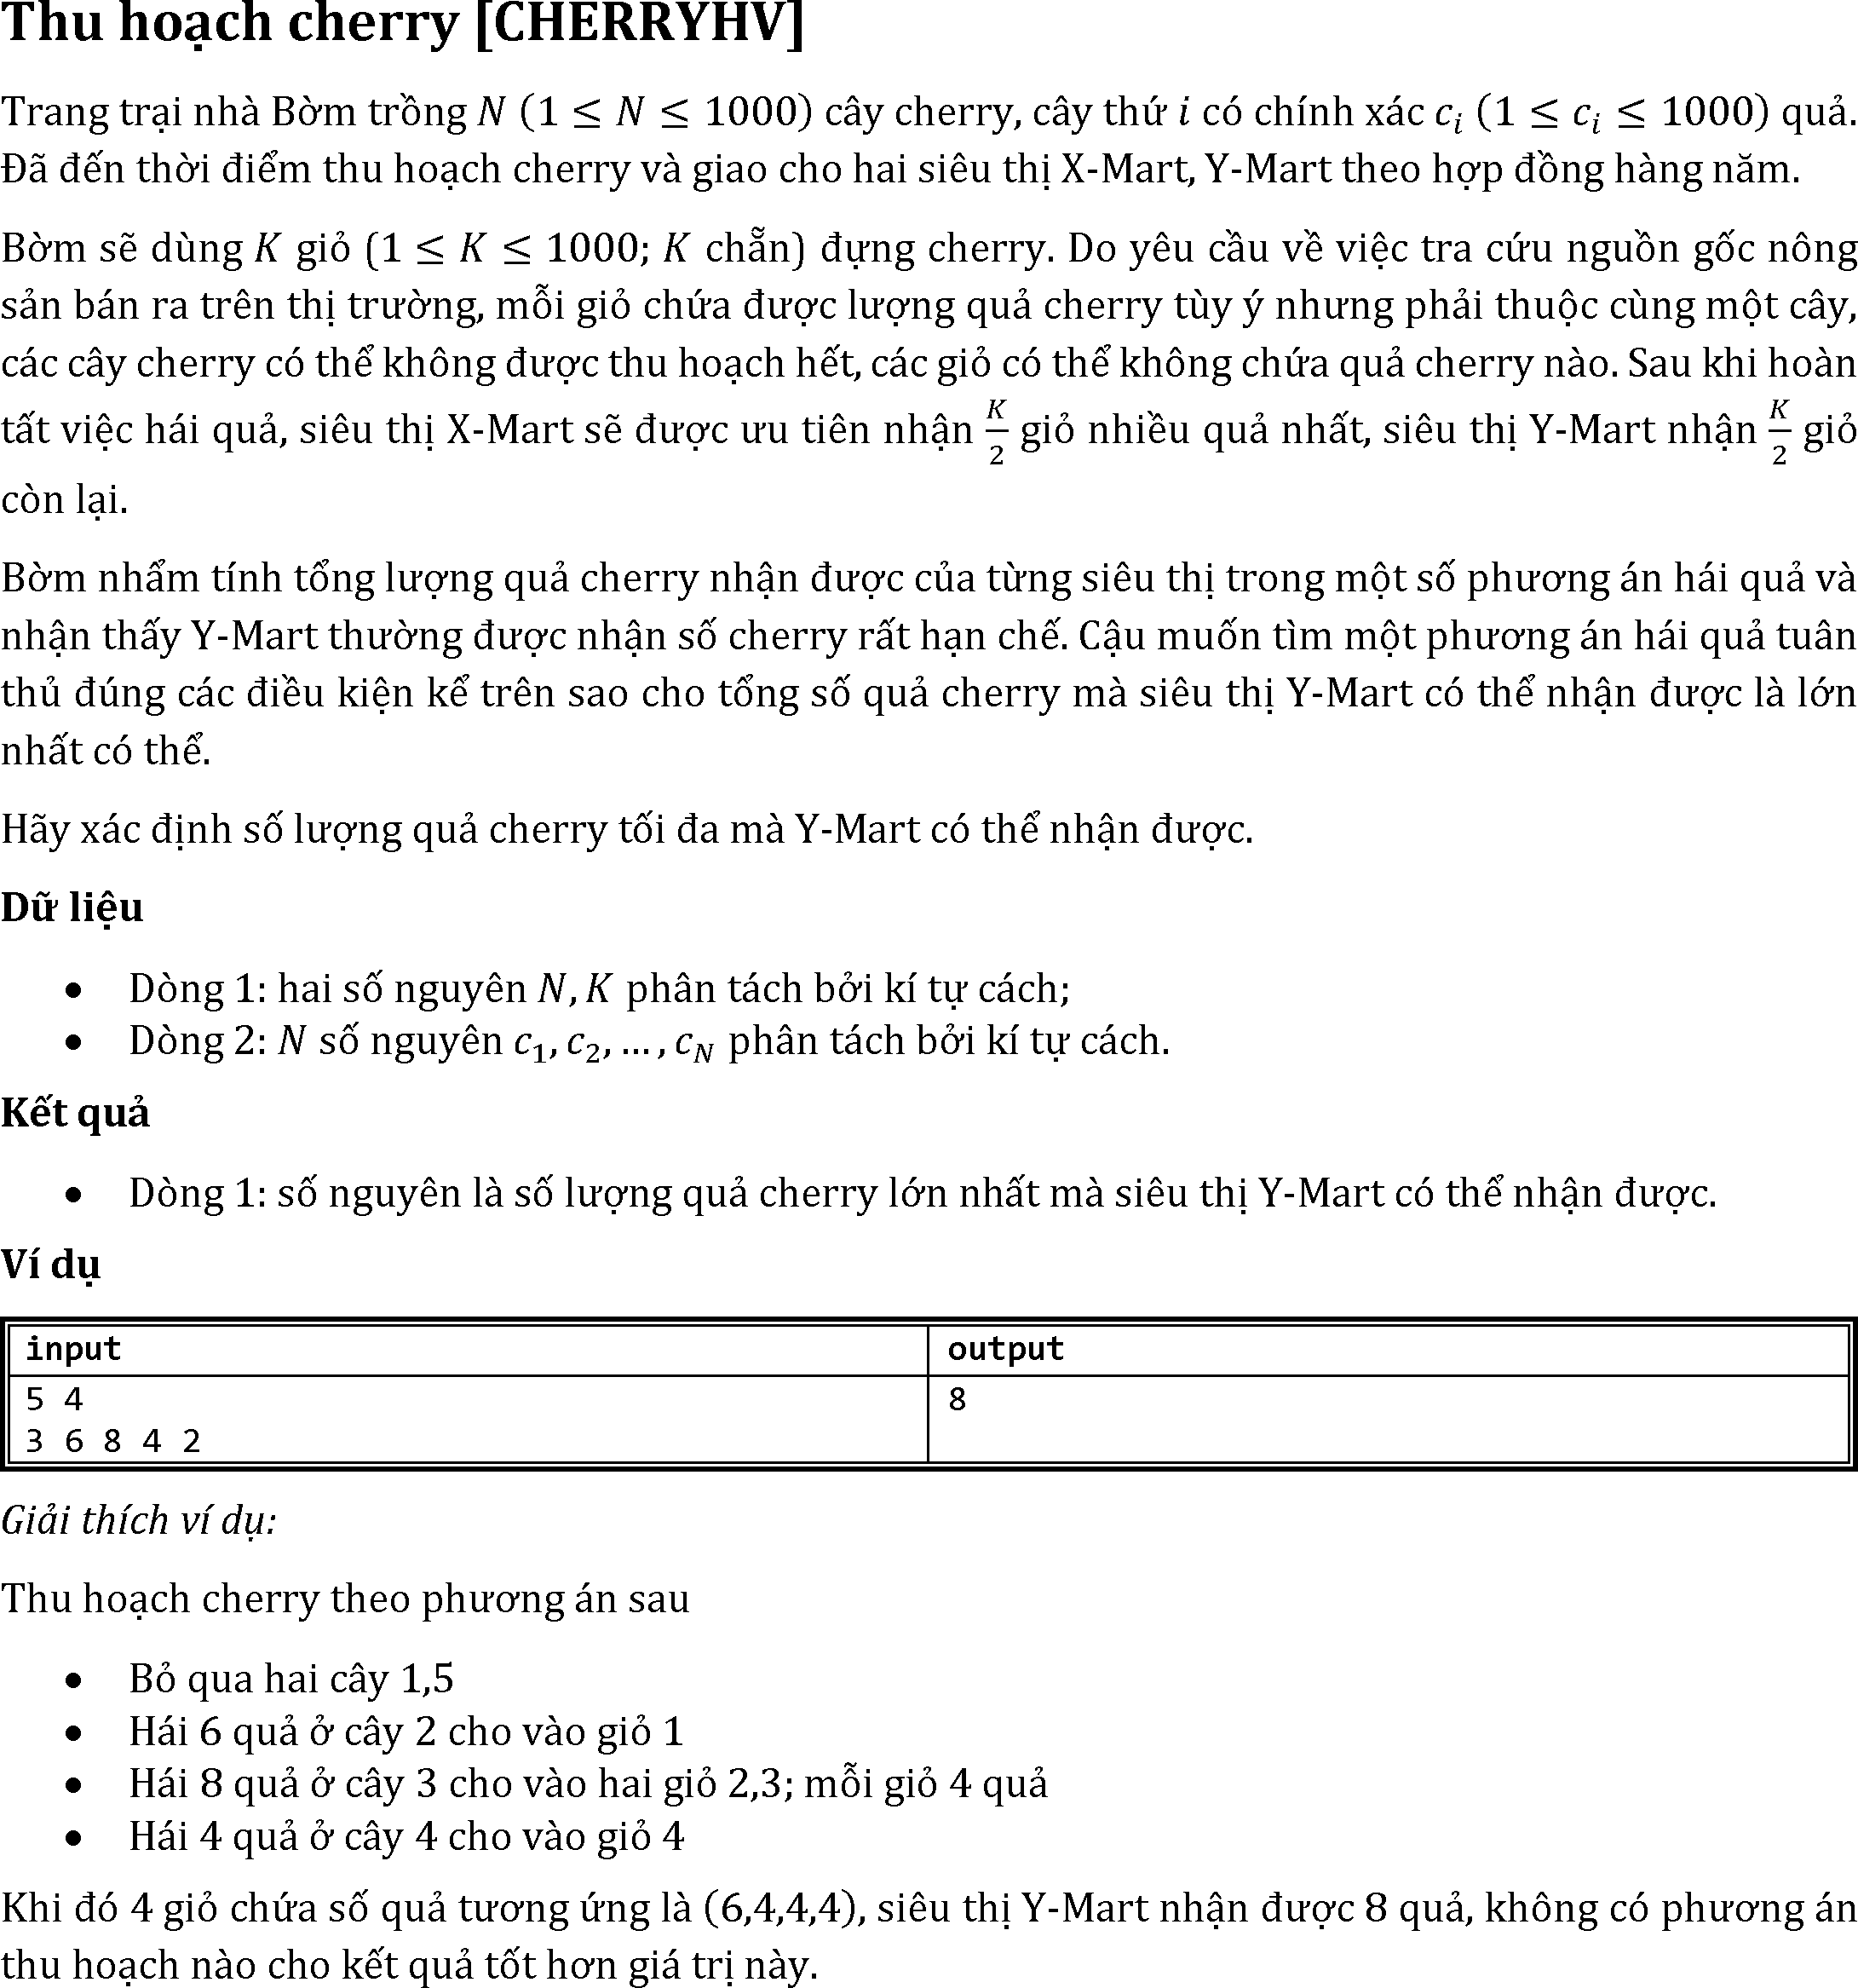 Thu hoạch cherry [CHERRYHV]
Trang trại nhà Bờm trồng N (1 ≤ N ≤ 1000) cây cherry, cây thứ i có chính xác cᵢ (1 ≤ cᵢ ≤ 1000) quả.
Đã đến thời điểm thu hoạch cherry và giao cho hai siêu thị X-Mart, Y-Mart theo hợp đồng hàng năm.
Bờm sẽ dùng K giỏ (1 ≤ K ≤ 1000; K chẵn) đựng cherry. Do yêu cầu về việc tra cứu nguồn gốc nông
sản bán ra trên thị trường, mỗi giỏ chứa được lượng quả cherry tùy ý nhưng phải thuộc cùng một cây,
các cây cherry có thể không được thu hoạch hết, các giỏ có thể không chứa quả cherry nào. Sau khi hoàn
tất việc hái quả, siêu thị X-Mart sẽ được ưu tiên nhận K/2 giỏ nhiều quả nhất, siêu thị Y-Mart nhận K/2 giỏ
còn lại.
Bờm nhẩm tính tổng lượng quả cherry nhận được của từng siêu thị trong một số phương án hái quả và
nhận thấy Y-Mart thường được nhận số cherry rất hạn chế. Cậu muốn tìm một phương án hái quả tuân
thủ đúng các điều kiện kể trên sao cho tổng số quả cherry mà siêu thị Y-Mart có thể nhận được là lớn
nhất có thể.
Hãy xác định số lượng quả cherry tối đa mà Y-Mart có thể nhận được.
Dữ liệu
• Dòng 1: hai số nguyên N, K phân tách bởi kí tự cách;
• Dòng 2: N số nguyên c₁, c₂, … , c_N phân tách bởi kí tự cách.
Kết quả
• Dòng 1: số nguyên là số lượng quả cherry lớn nhất mà siêu thị Y-Mart có thể nhận được.
Ví dụ
input output
5 4 8
3 6 8 4 2
Giải thích ví dụ:
Thu hoạch cherry theo phương án sau
• Bỏ qua hai cây 1,5
• Hái 6 quả ở cây 2 cho vào giỏ 1
• Hái 8 quả ở cây 3 cho vào hai giỏ 2,3; mỗi giỏ 4 quả
• Hái 4 quả ở cây 4 cho vào giỏ 4
Khi đó 4 giỏ chứa số quả tương ứng là (6,4,4,4), siêu thị Y-Mart nhận được 8 quả, không có phương án
thu hoạch nào cho kết quả tốt hơn giá trị này.